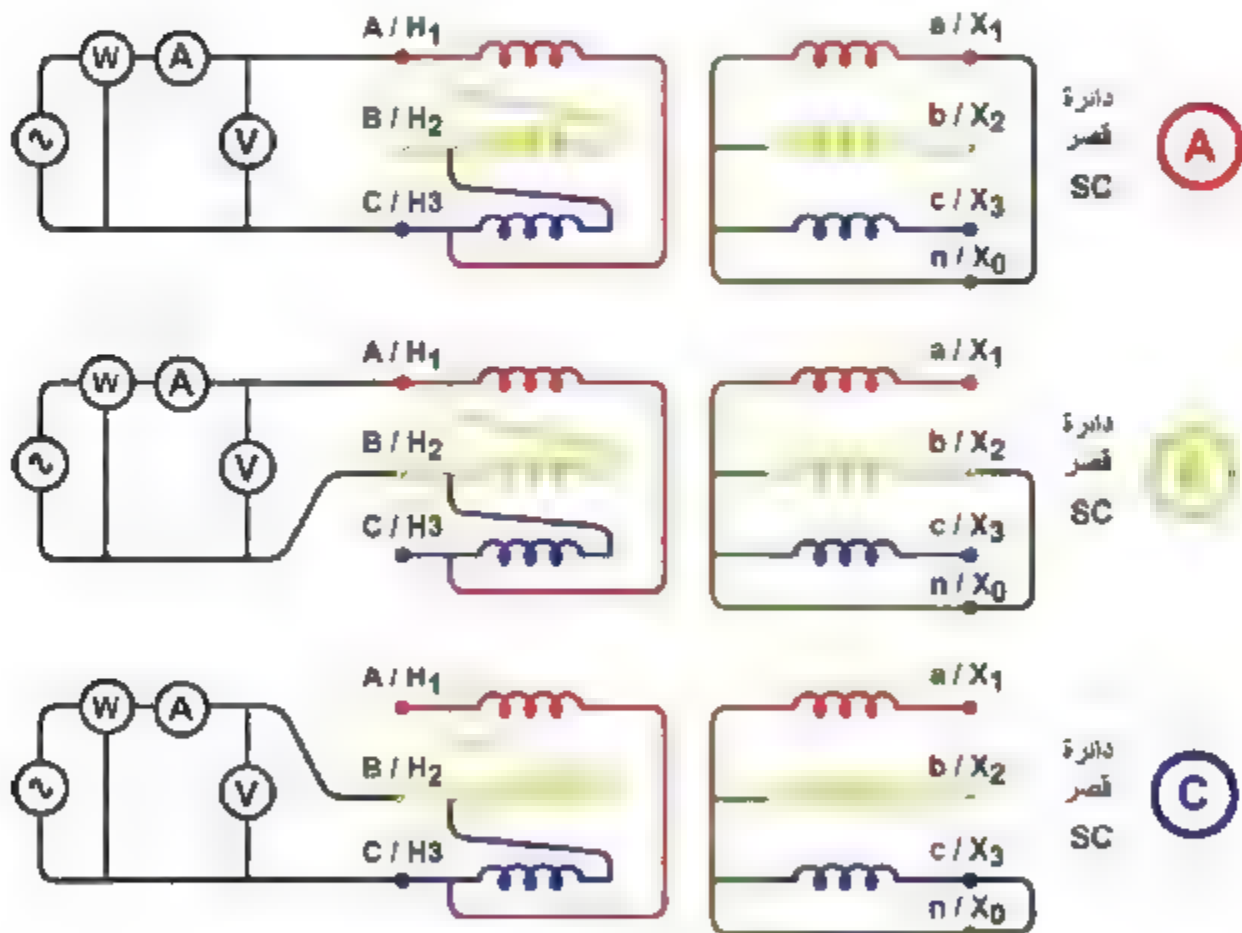 A / H1
a / X1
W
A
B / H2
b / X2
V
دائرة
قصر
SC
A
C / H3
c / X3
n / X0
A / H1
a / X1
W
A
B / H2
b / X2
V
دائرة
قصر
SC
C / H3
c / X3
n / X0
A / H1
a / X1
W
A
B / H2
b / X2
V
دائرة
قصر
SC
C
C / H3
c / X3
n / X0